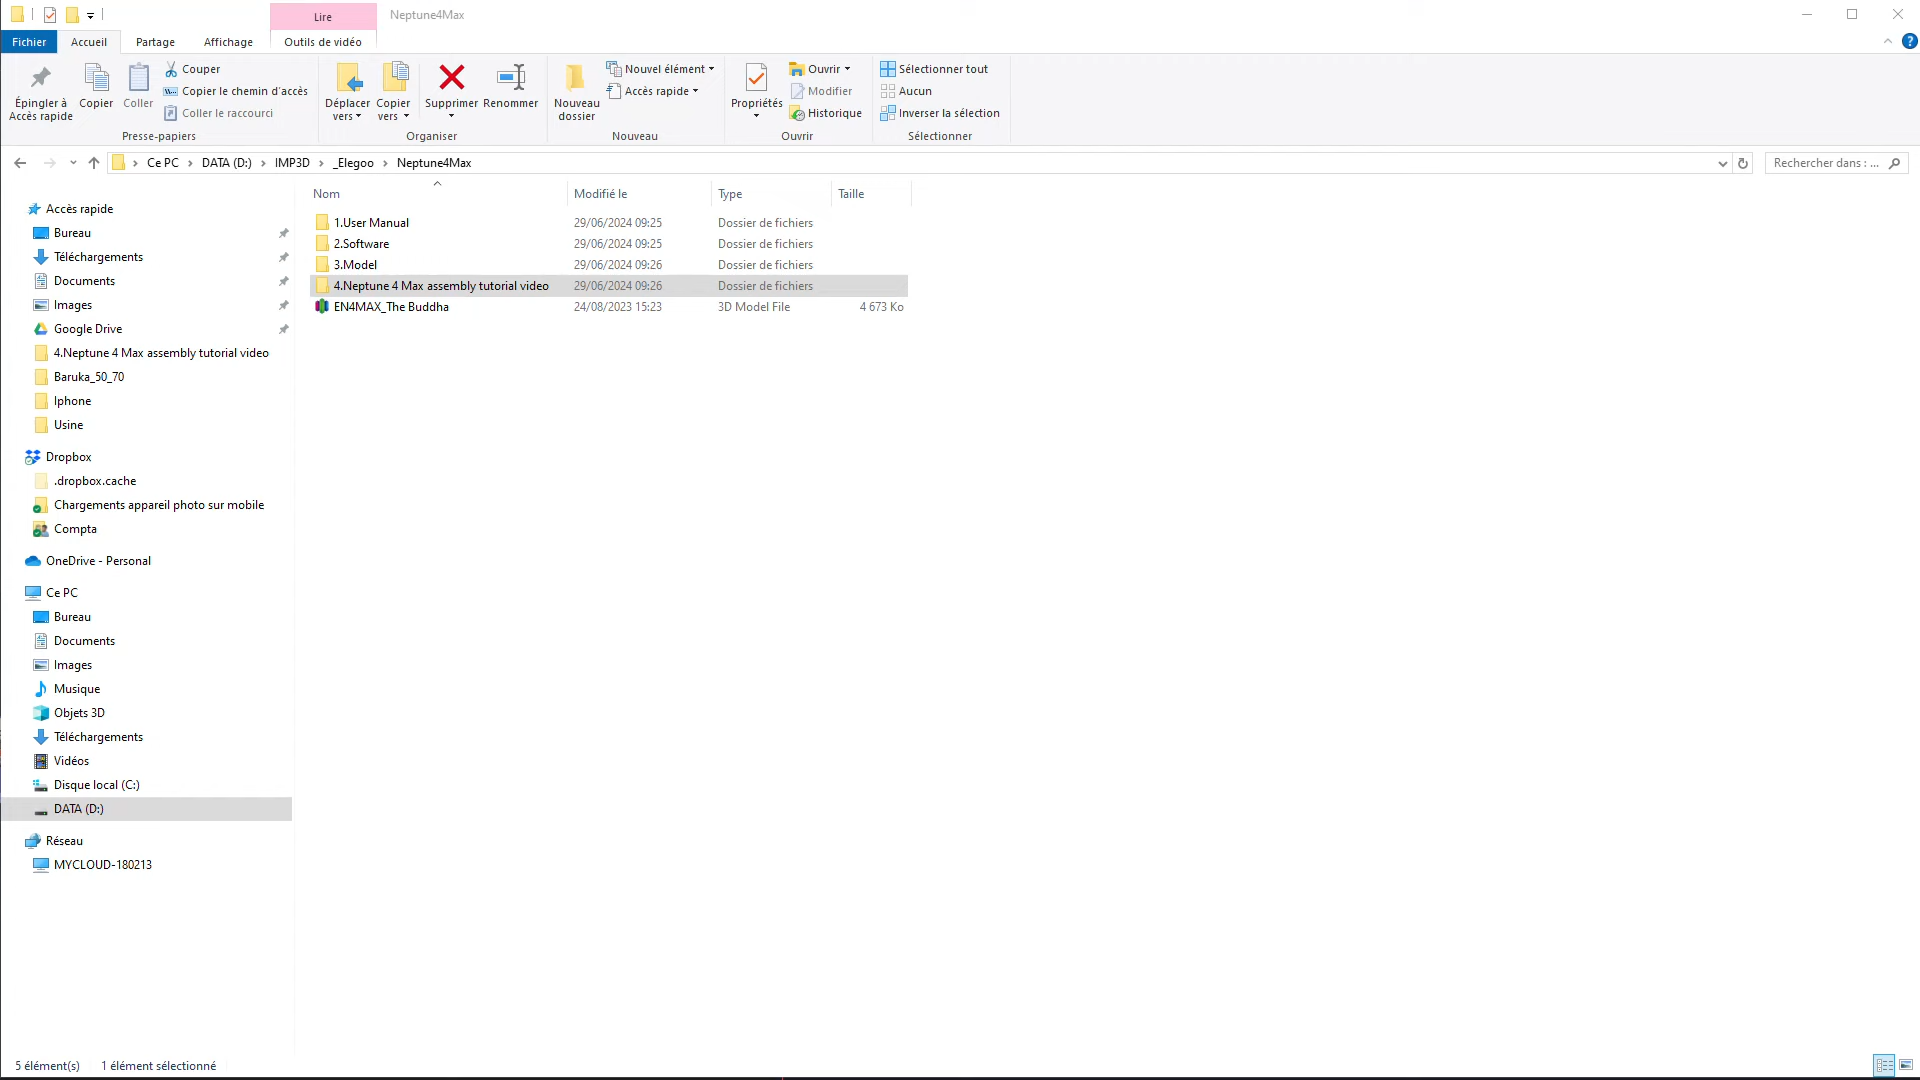 Lire
Neptune4Max
Fichier
Accueil
Partage
Affichage
Outils de vidéo
?
Épingler à
Accès rapide
Copier
Coller
Couper
Copier le chemin d'accès
Coller le raccourci
Presse-papiers
Déplacer
vers
Copier
vers
Supprimer
Renommer
Organiser
Nouveau
dossier
Nouvel élément
Accès rapide
Nouveau
Propriétés
Ouvrir
Modifier
Historique
Ouvrir
Sélectionner tout
Aucun
Inverser la sélection
Sélectionner
Ce PC > DATA (D:) > IMP3D > _Elegoo > Neptune4Max
Rechercher dans : ...
Accès rapide
Bureau
Téléchargements
Documents
Images
Google Drive
4.Neptune 4 Max assembly tutorial video
Baruka_50_70
Iphone
Usine
Dropbox
.dropbox.cache
Chargements appareil photo sur mobile
Compta
OneDrive - Personal
Ce PC
Bureau
Documents
Images
Musique
Objets 3D
Téléchargements
Vidéos
Disque local (C:)
DATA (D:)
Réseau
MYCLOUD-180213
Nom Modifié le Type Taille
1.User Manual 29/06/2024 09:25 Dossier de fichiers
2.Software 29/06/2024 09:25 Dossier de fichiers
3.Model 29/06/2024 09:26 Dossier de fichiers
4.Neptune 4 Max assembly tutorial video 29/06/2024 09:26 Dossier de fichiers
EN4MAX_The Buddha 24/08/2023 15:23 3D Model File 4 673 Ko
5 élément(s) 1 élément sélectionné